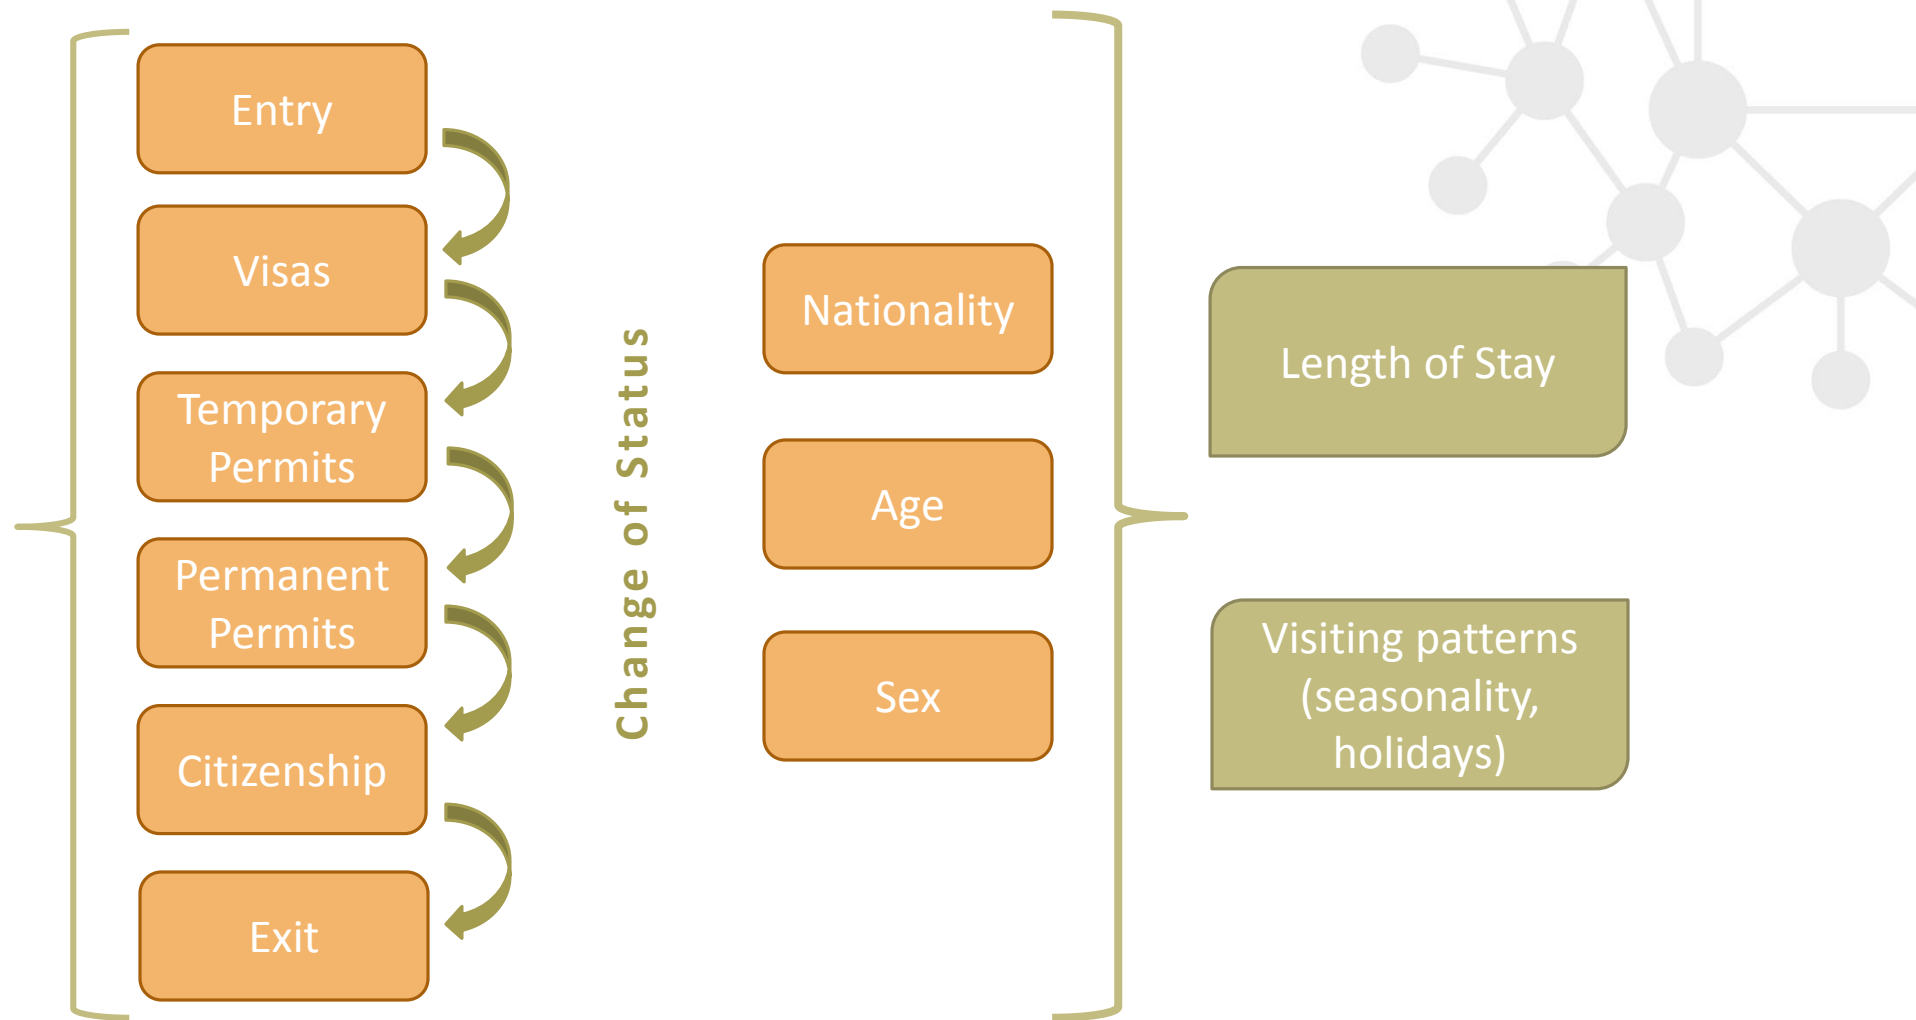 Entry
Visas
Temporary
Permits
Permanent
Permits
Citizenship
Exit
Change of Status
Nationality
Age
Sex
Length of Stay
Visiting patterns
(seasonality,
holidays)